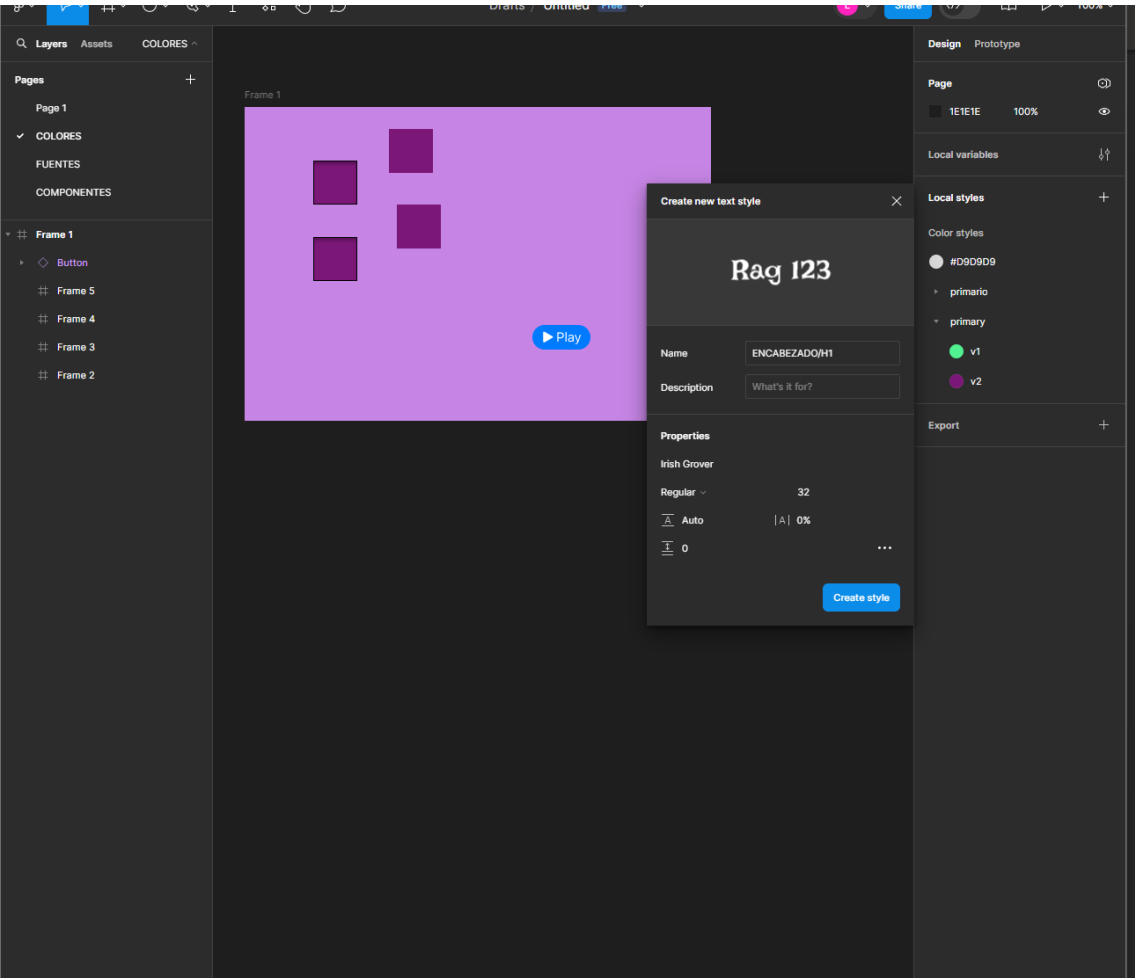 Drafts / Untitled Free
Share
100%
Layers Assets COLORES
Pages
Page 1
COLORES
FUENTES
COMPONENTES
Frame 1
Button
Frame 5
Frame 4
Frame 3
Frame 2
Frame 1
Play
Create new text style
Rag 123
Name ENCABEZADO/H1
Description What's it for?
Properties
Irish Grover
Regular 32
A Auto |A| 0%
0
Create style
Design Prototype
Page
1E1E1E 100%
Local variables
Local styles
Color styles
#D9D9D9
primario
primary
v1
v2
Export